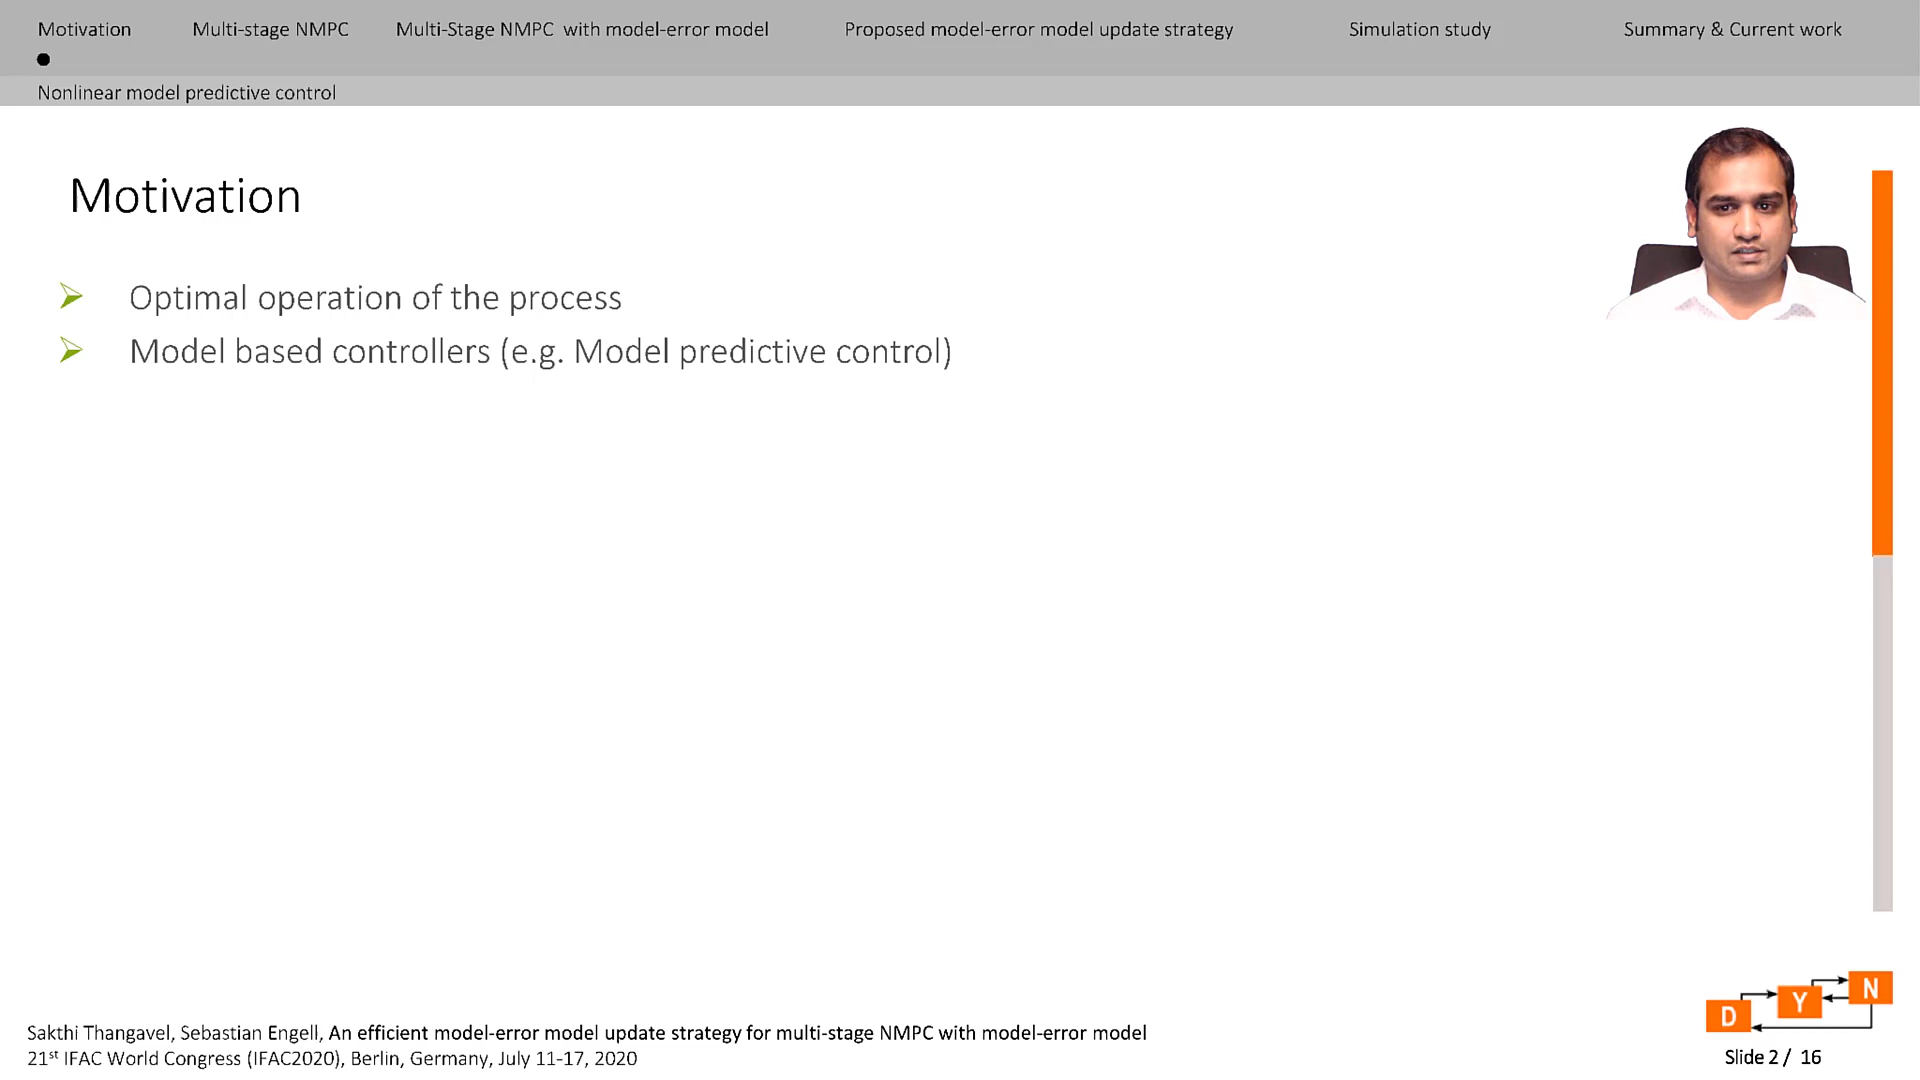 Motivation Multi-stage NMPC Multi-Stage NMPC with model-error model Proposed model-error model update strategy Simulation study Summary & Current work
Nonlinear model predictive control
Motivation
Optimal operation of the process
Model based controllers (e.g. Model predictive control)
D Y N
Sakthi Thangavel, Sebastian Engell, An efficient model-error model update strategy for multi-stage NMPC with model-error model
21st IFAC World Congress (IFAC2020), Berlin, Germany, July 11-17, 2020
Slide 2 / 16